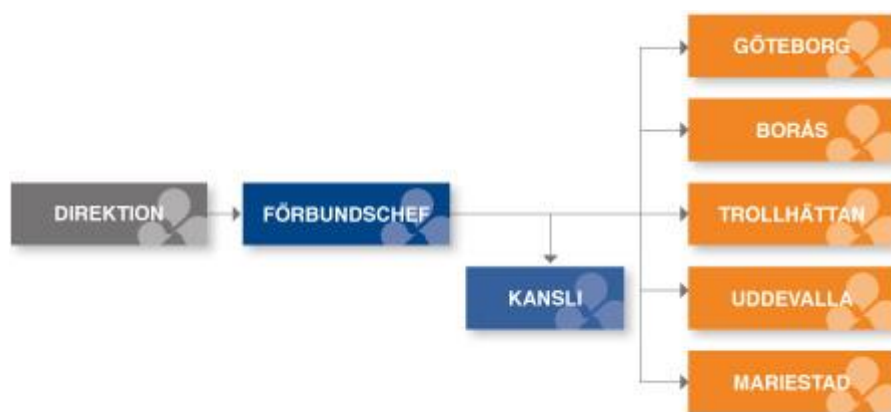 DIREKTION
FÖRBUNDSCHEF
KANSLI
GÖTEBORG
BORÅS
TROLLHÄTTAN
UDDEVALLA
MARIESTAD